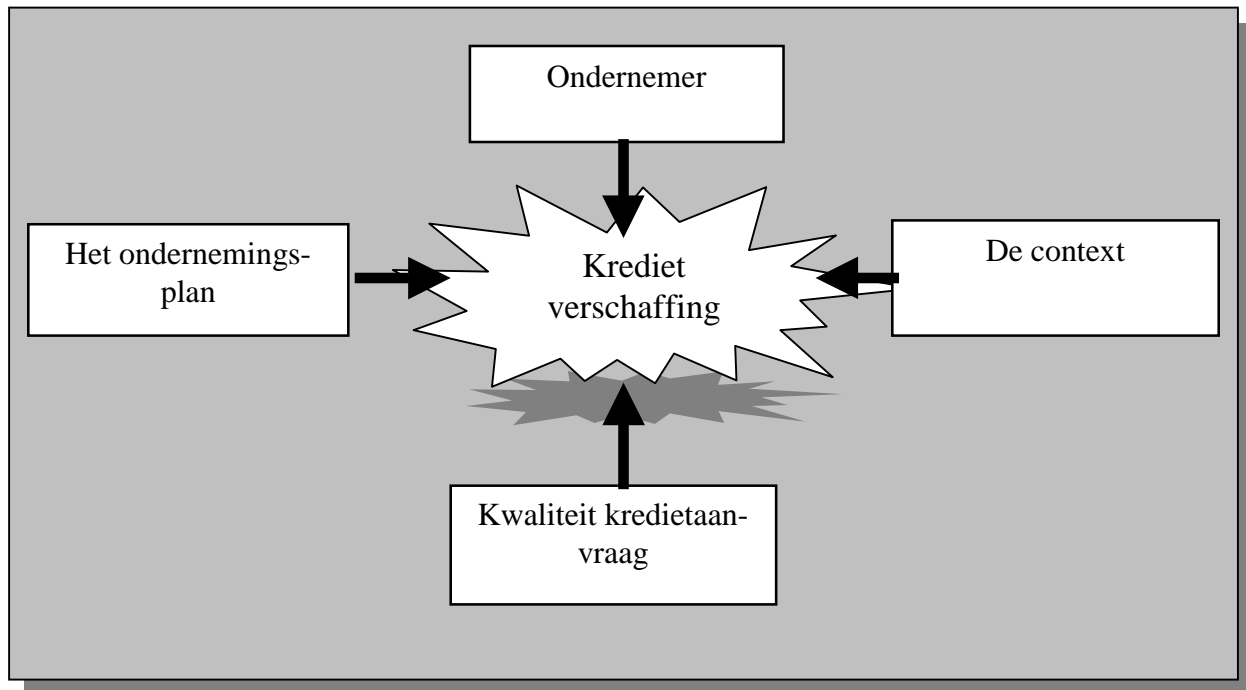 Ondernemer
Het ondernemings-
plan
Krediet
verschaffing
De context
Kwaliteit kredietaan-
vraag